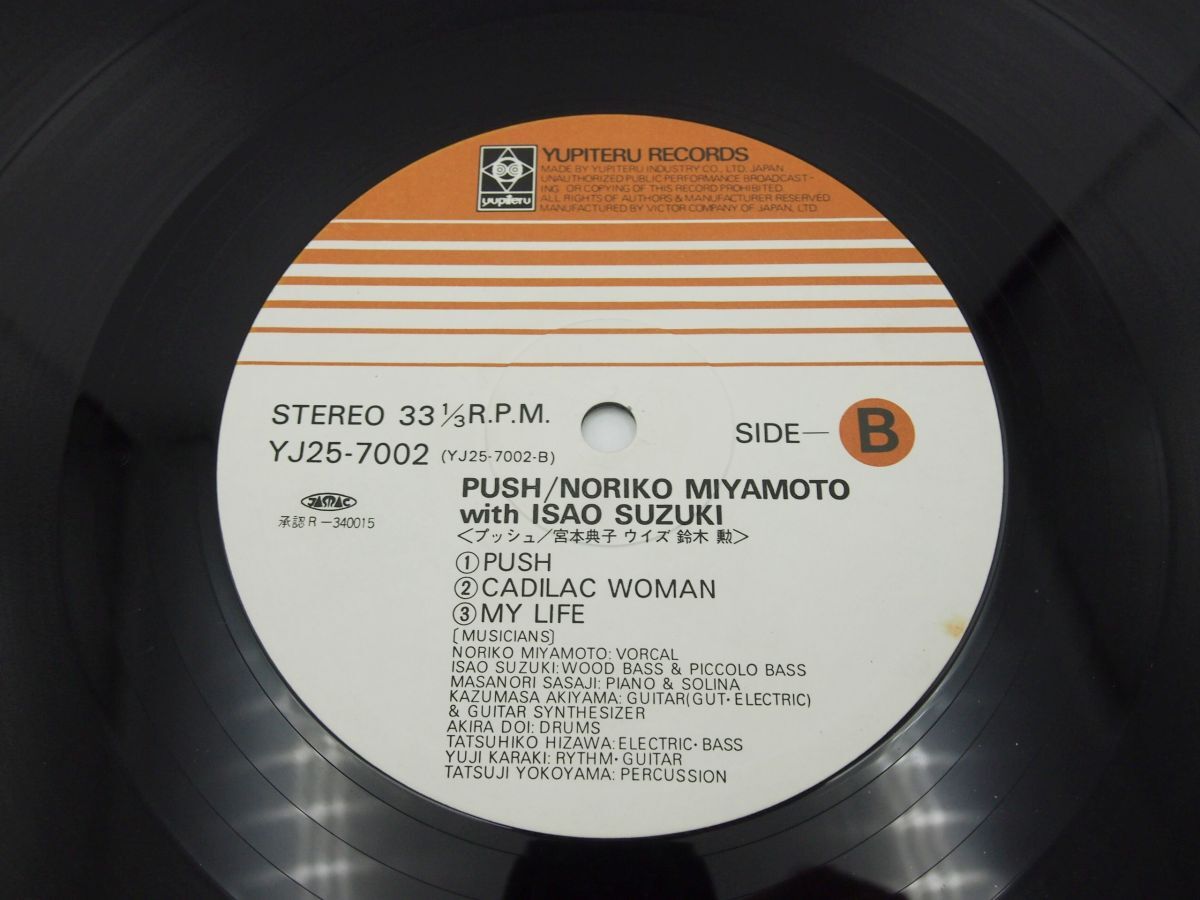 yupiteru
YUPITERU RECORDS
MADE BY YUPITERU INDUSTRY CO., LTD. JAPAN
UNAUTHORIZED PUBLIC PERFORMANCE BROADCAST-
ING OR COPYING OF THIS RECORD PROHIBITED.
ALL RIGHTS OF AUTHORS & MANUFACTURER RESERVED
MANUFACTURED BY VICTOR COMPANY OF JAPAN, LTD.
STEREO 33 1/3 R.P.M.
YJ25-7002 (YJ25-7002-B)
SIDE—B
JASRAC
承認R-340015
PUSH/NORIKO MIYAMOTO
with ISAO SUZUKI
<プッシュ/宮本典子 ウイズ 鈴木 勲>
①PUSH
②CADILAC WOMAN
③MY LIFE
[MUSICIANS]
NORIKO MIYAMOTO: VORCAL
ISAO SUZUKI: WOOD BASS & PICCOLO BASS
MASANORI SASAJI: PIANO & SOLINA
KAZUMASA AKIYAMA: GUITAR(GUT・ELECTRIC)
& GUITAR SYNTHESIZER
AKIRA DOI: DRUMS
TATSUHIKO HIZAWA: ELECTRIC・BASS
YUJI KARAKI: RYTHM・GUITAR
TATSUJI YOKOYAMA: PERCUSSION